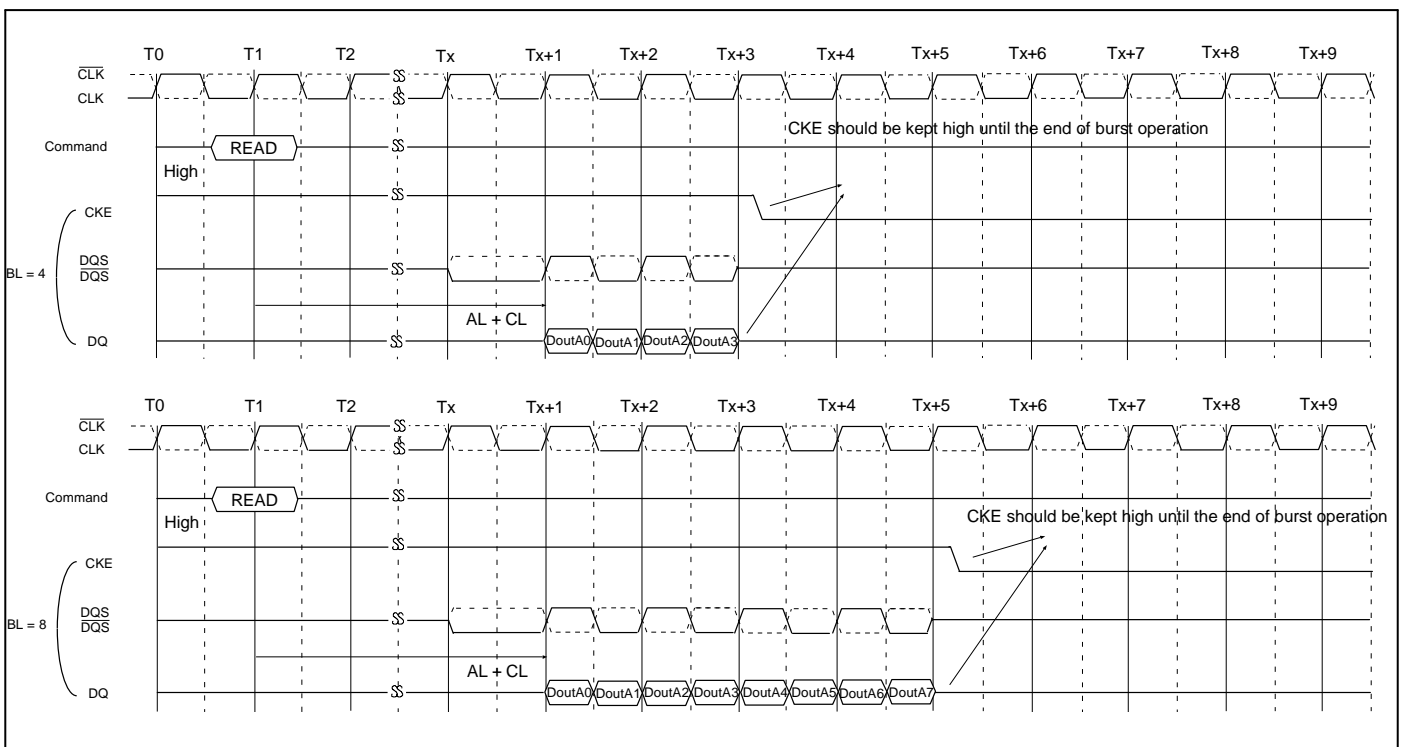 T0 T1 T2 Tx Tx+1 Tx+2 Tx+3 Tx+4 Tx+5 Tx+6 Tx+7 Tx+8 Tx+9
CLK
CLK
CKE should be kept high until the end of burst operation
Command READ
High
CKE
DQS
DQS
BL = 4
AL + CL
DQ DoutA0 DoutA1 DoutA2 DoutA3
T0 T1 T2 Tx Tx+1 Tx+2 Tx+3 Tx+4 Tx+5 Tx+6 Tx+7 Tx+8 Tx+9
CLK
CLK
Command READ
CKE should be kept high until the end of burst operation
High
CKE
DQS
DQS
BL = 8
AL + CL
DQ DoutA0 DoutA1 DoutA2 DoutA3 DoutA4 DoutA5 DoutA6 DoutA7